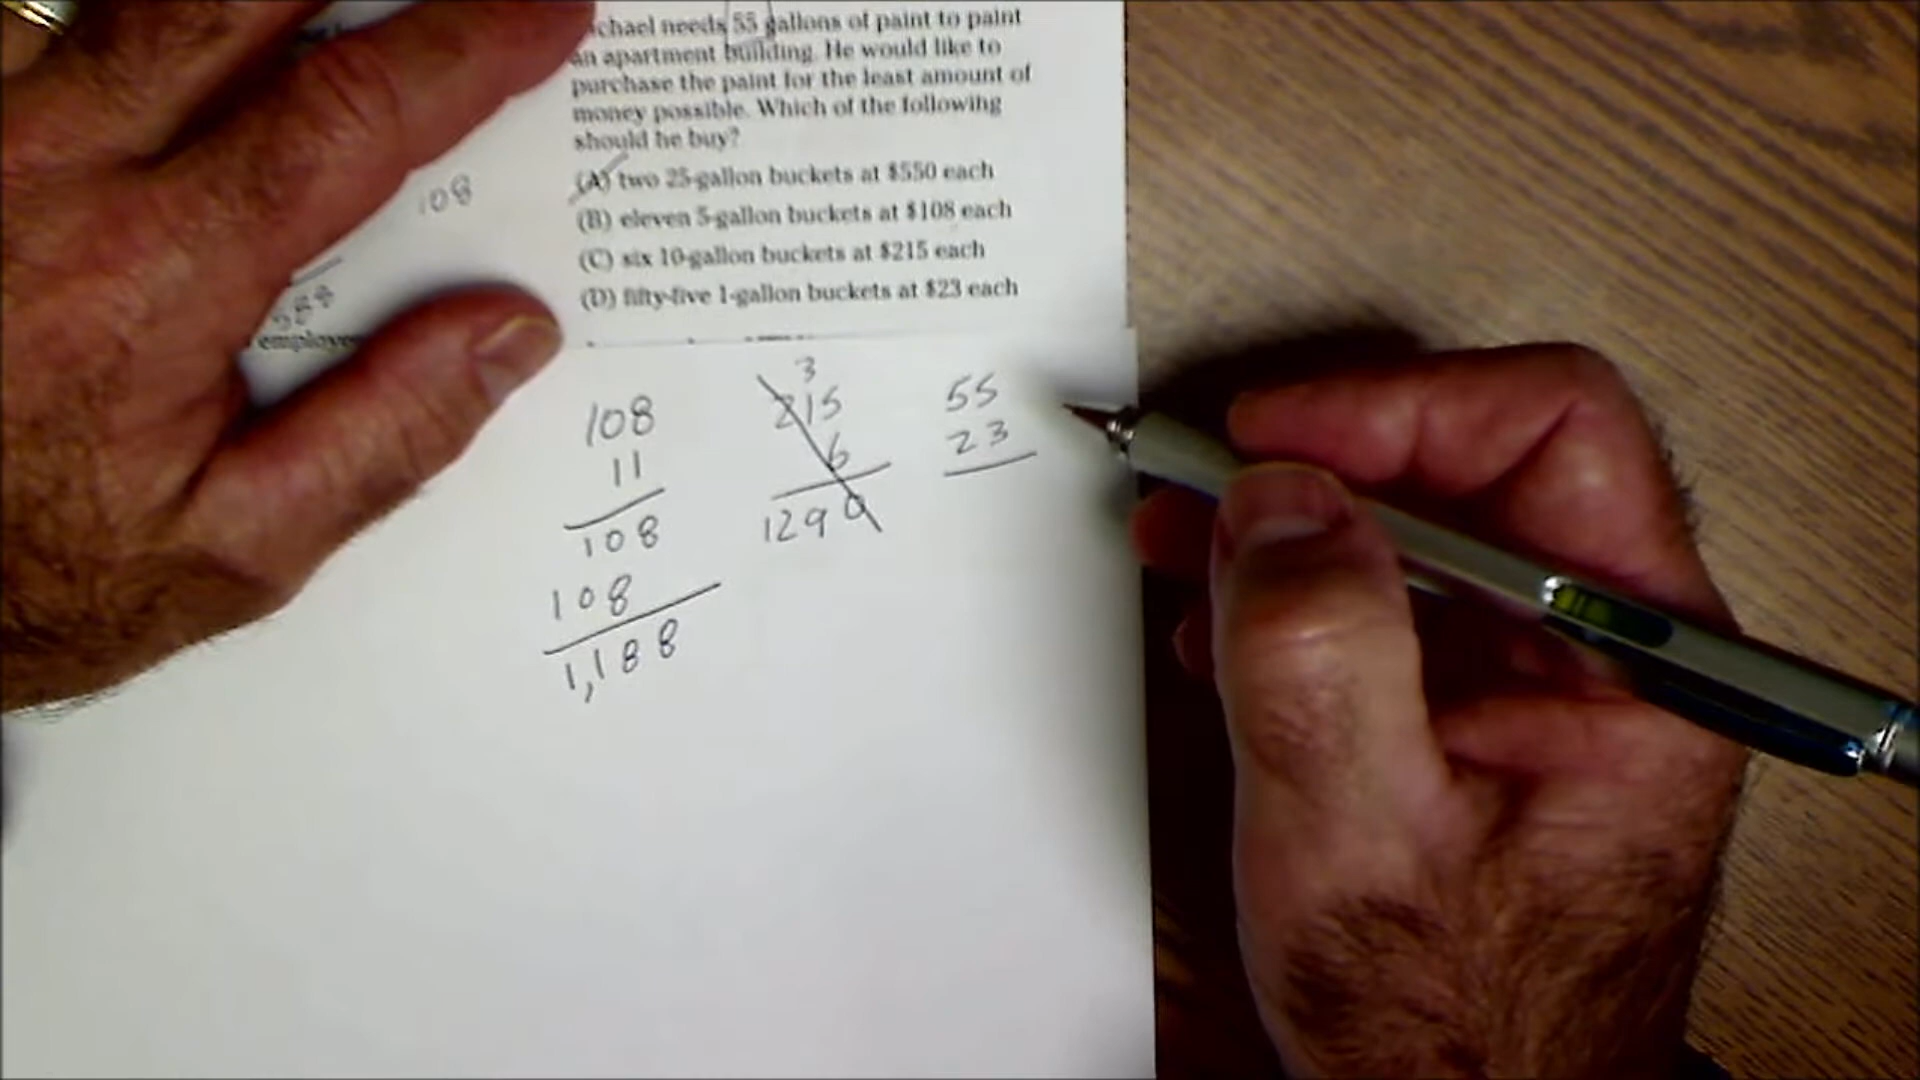 chael needs 55 gallons of paint to paint
an apartment building. He would like to
purchase the paint for the least amount of
money possible. Which of the following
should he buy?
(A) two 25-gallon buckets at $550 each
(B) eleven 5-gallon buckets at $108 each
(C) six 10-gallon buckets at $215 each
(D) fifty-five 1-gallon buckets at $23 each
108
employe
108
11
108
108
1,188
3
215
6
1290
55
23